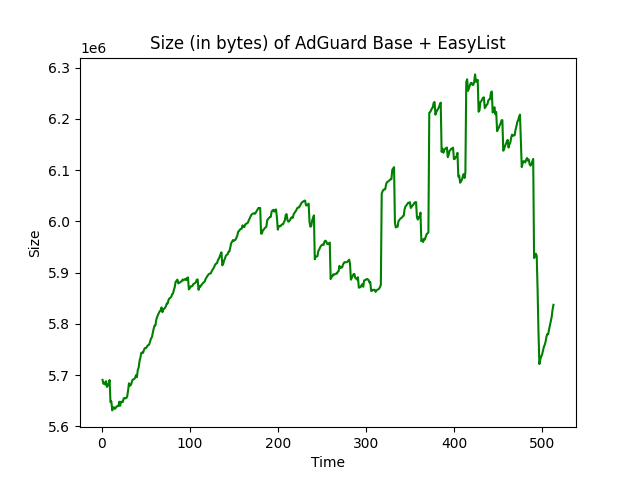 Size (in bytes) of AdGuard Base + EasyList
1e6
6.3
6.2
6.1
6.0
5.9
5.8
5.7
5.6
Size
0 100 200 300 400 500
Time